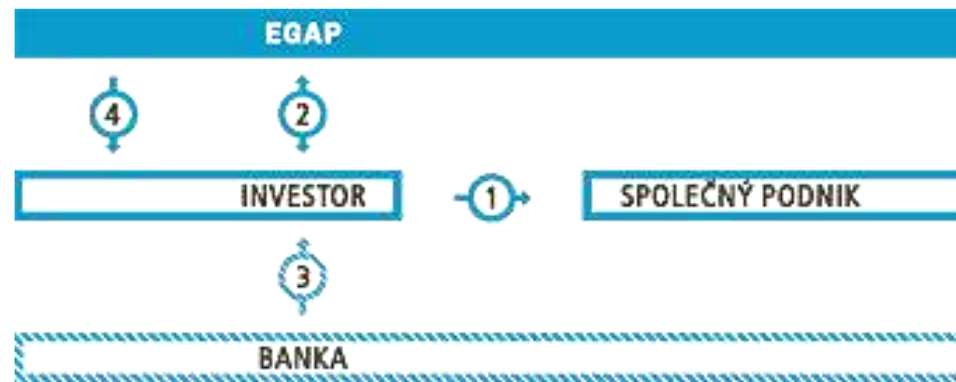 EGAP
4 2
INVESTOR 1 SPOLEČNÝ PODNIK
3
BANKA